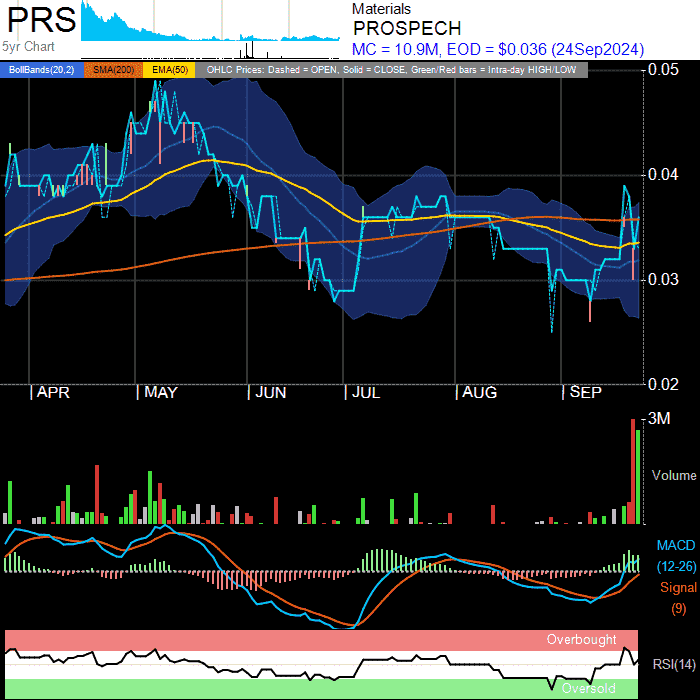 PRS
5yr Chart
Materials
PROSPECH
MC = 10.9M, EOD = $0.036 (24Sep2024)
BollBands(20,2) SMA(200) EMA(50) OHLC Prices: Dashed = OPEN, Solid = CLOSE, Green/Red bars = Intra-day HIGH/LOW
0.05
0.04
0.03
0.02
APR MAY JUN JUL AUG SEP
3M
Volume
MACD
(12-26)
Signal
(9)
Overbought
RSI(14)
Oversold